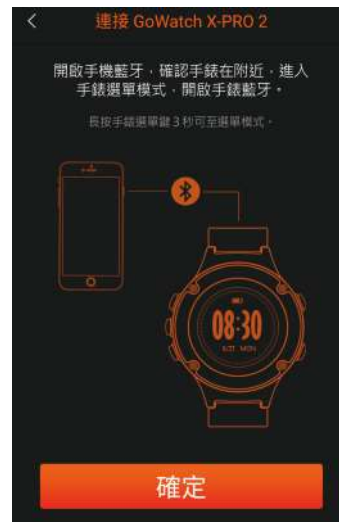 連接 GoWatch X-PRO 2
開啟手機藍牙，確認手錶在附近，進入
手錶選單模式，開啟手錶藍牙。
長按手錶選單鍵3秒可至選單模式。
08:30
MON
確定